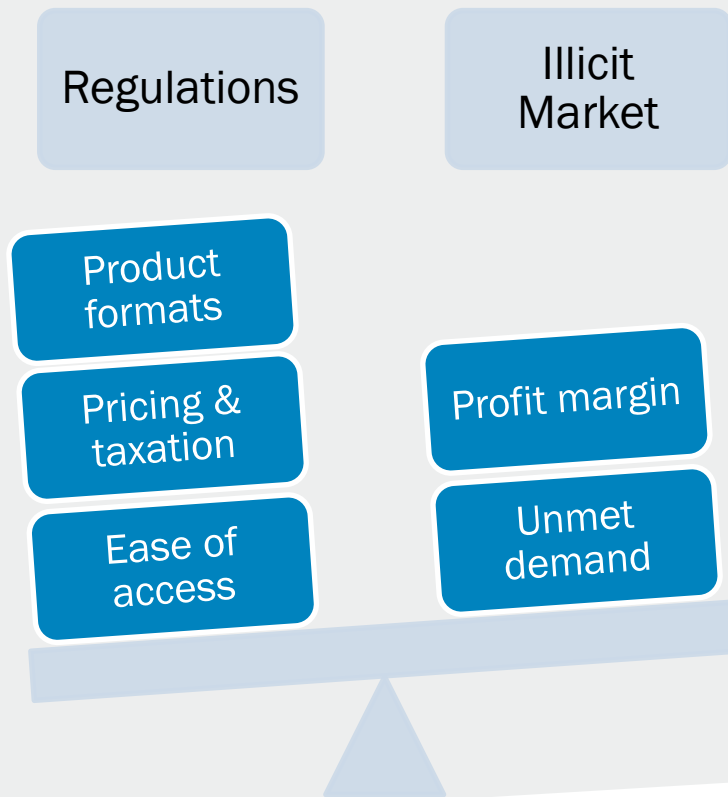 Regulations
Illicit
Market
Product
formats
Pricing &
taxation
Ease of
access
Profit margin
Unmet
demand